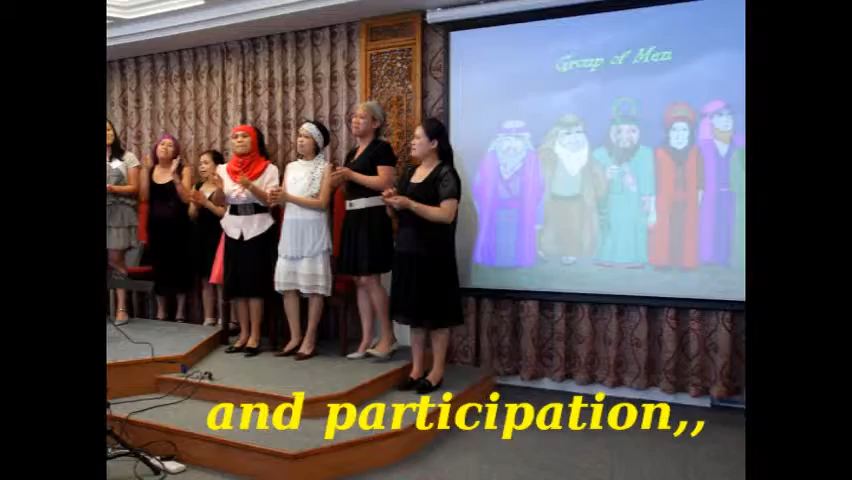 Group of Men
and participation,,